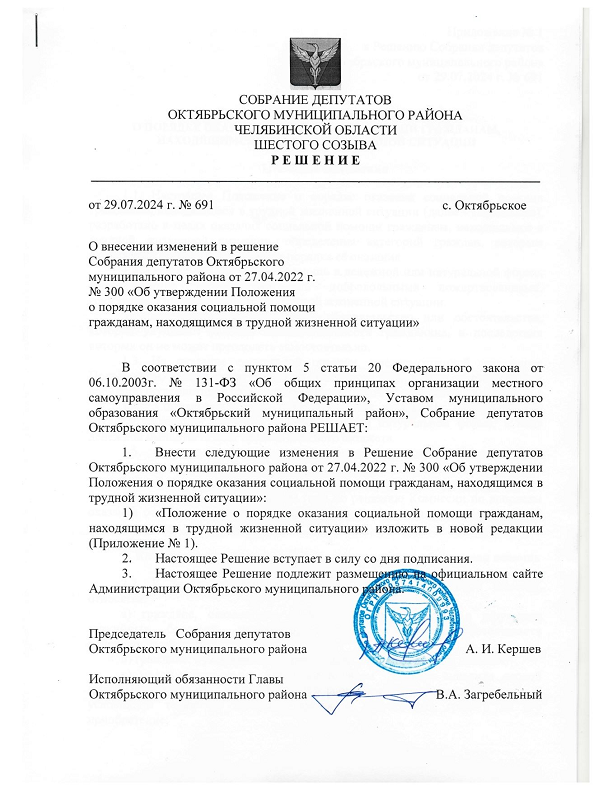 СОБРАНИЕ ДЕПУТАТОВ
ОКТЯБРЬСКОГО МУНИЦИПАЛЬНОГО РАЙОНА
ЧЕЛЯБИНСКОЙ ОБЛАСТИ
ШЕСТОГО СОЗЫВА
Р Е Ш Е Н И Е
от 29.07.2024 г. № 691 с. Октябрьское
О внесении изменений в решение
Собрания депутатов Октябрьского
муниципального района от 27.04.2022 г.
№ 300 «Об утверждении Положения
о порядке оказания социальной помощи
гражданам, находящимся в трудной жизненной ситуации»
В соответствии с пунктом 5 статьи 20 Федерального закона от
06.10.2003г. № 131-ФЗ «Об общих принципах организации местного
самоуправления в Российской Федерации», Уставом муниципального
образования «Октябрьский муниципальный район», Собрание депутатов
Октябрьского муниципального района РЕШАЕТ:
1. Внести следующие изменения в Решение Собрание депутатов
Октябрьского муниципального района от 27.04.2022 г. № 300 «Об утверждении
Положения о порядке оказания социальной помощи гражданам, находящимся в
трудной жизненной ситуации»:
1) «Положение о порядке оказания социальной помощи гражданам,
находящимся в трудной жизненной ситуации» изложить в новой редакции
(Приложение № 1).
2. Настоящее Решение вступает в силу со дня подписания.
3. Настоящее Решение подлежит размещению на официальном сайте
Администрации Октябрьского муниципального района.
Председатель Собрания депутатов
Октябрьского муниципального района А. И. Кершев
Исполняющий обязанности Главы
Октябрьского муниципального района В.А. Загребельный